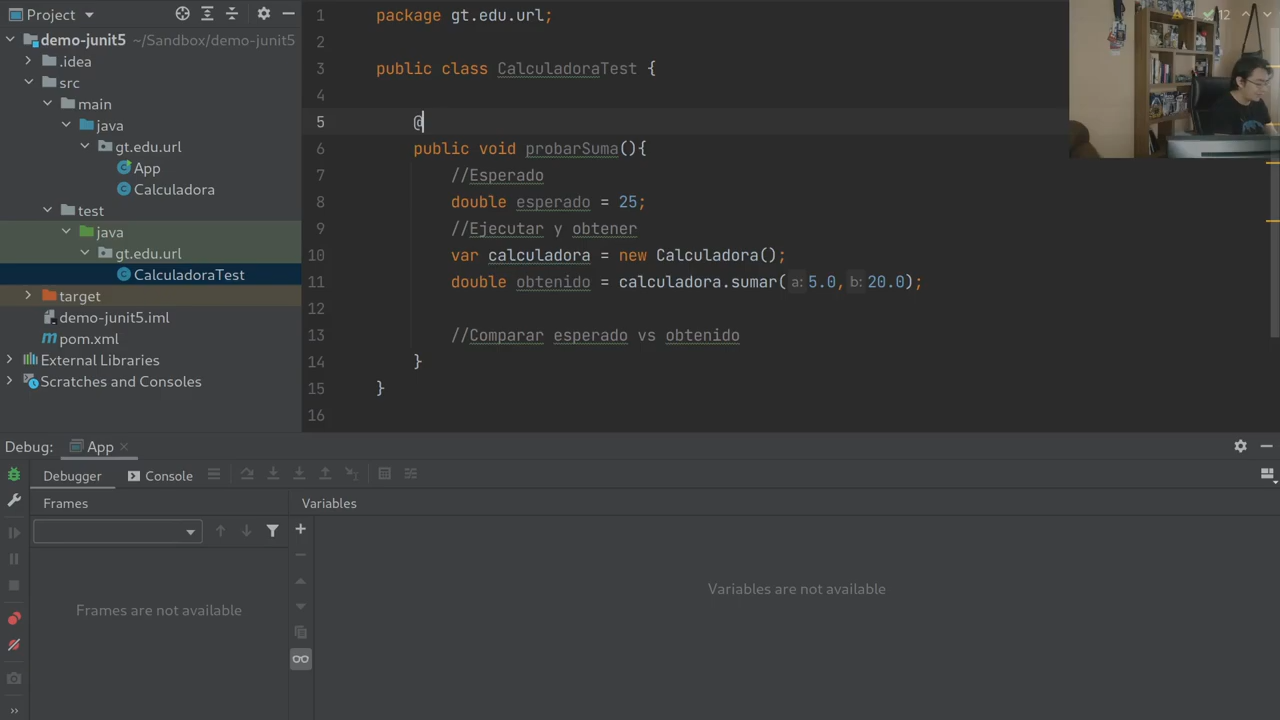 Project
demo-junit5 ~/Sandbox/demo-junit5
.idea
src
main
java
gt.edu.url
App
Calculadora
test
java
gt.edu.url
CalculadoraTest
target
demo-junit5.iml
pom.xml
External Libraries
Scratches and Consoles
1 package gt.edu.url;
2
3 public class CalculadoraTest {
4
5 @
6 public void probarSuma(){
7 //Esperado
8 double esperado = 25;
9 //Ejecutar y obtener
10 var calculadora = new Calculadora();
11 double obtenido = calculadora.sumar( a: 5.0, b: 20.0);
12
13 //Comparar esperado vs obtenido
14 }
15 }
16
4 12
Debug: App
Debugger Console
Frames Variables
Frames are not available
Variables are not available